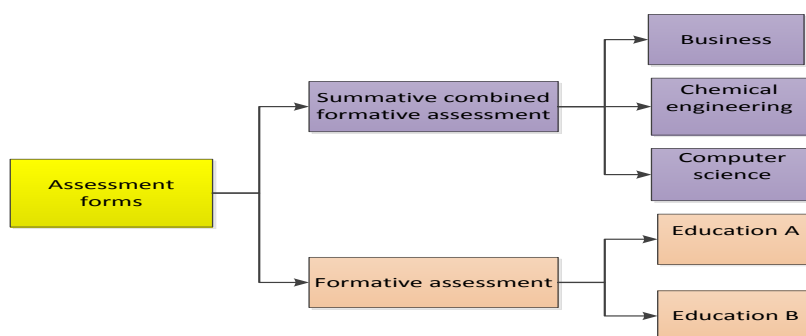 Assessment
forms
Summative combined
formative assessment
Business
Chemical
engineering
Computer
science
Formative assessment
Education A
Education B